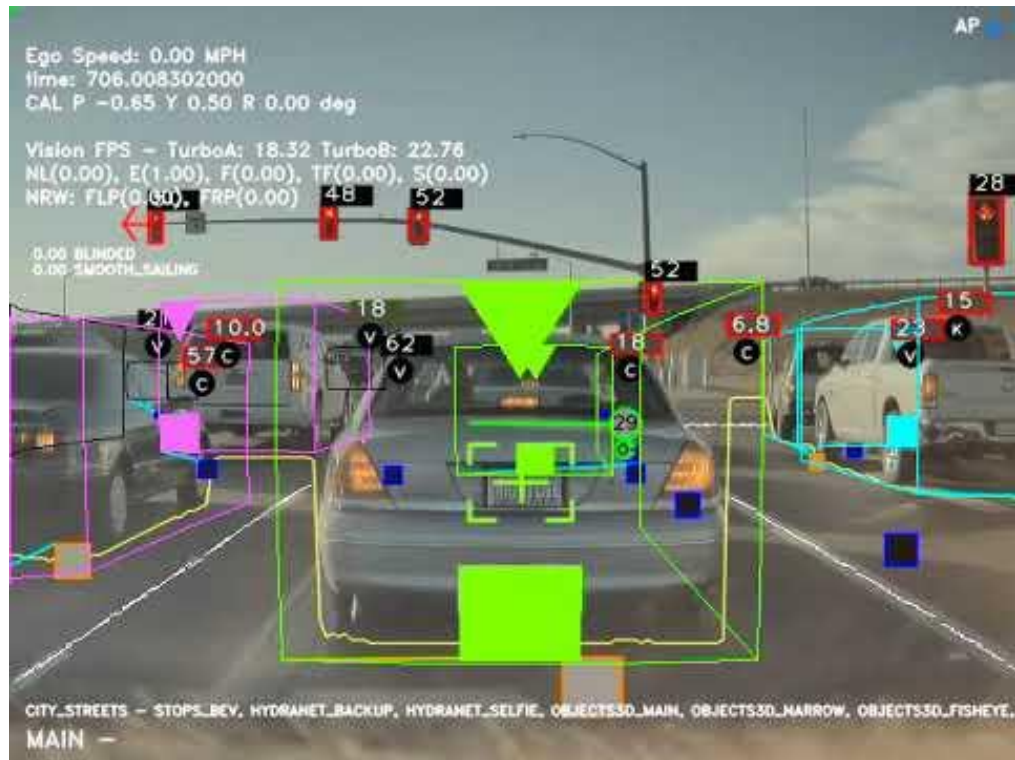 AP
Ego Speed: 0.00 MPH
time: 706.008302000
CAL P -0.65 Y 0.50 R 0.00 deg
Vision FPS - TurboA: 18.32 TurboB: 22.76
NL(0.00), E(1.00), F(0.00), TF(0.00), S(0.00)
NRW: FLP(0.00), FRP(0.00)
28
48
52
0.00 BLINDED
0.00 SMOOTH_SAILING
52
15
18
10.0
6.8
23
K
V
18
V
62
57
C
C
V
C
C
V
29
CITY_STREETS - STOPS_BEV, HYDRANET_BACKUP, HYDRANET_SELFIE, OBJECTS3D_MAIN, OBJECTS3D_NARROW, OBJECTS3D_FISHEYE,
MAIN -